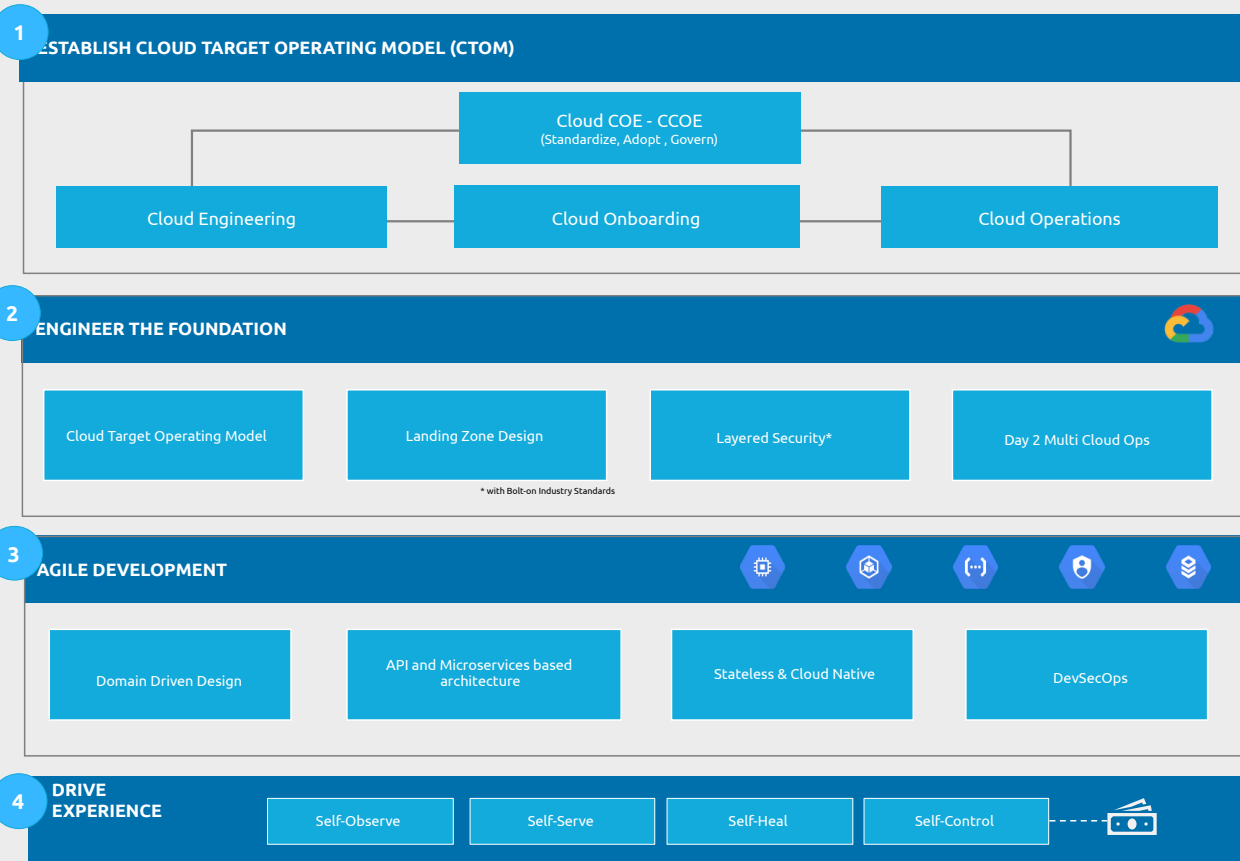 1
ESTABLISH CLOUD TARGET OPERATING MODEL (CTOM)
Cloud COE - CCOE
(Standardize, Adopt , Govern)
Cloud Engineering
Cloud Onboarding
Cloud Operations
2
ENGINEER THE FOUNDATION
Cloud Target Operating Model
Landing Zone Design
Layered Security*
Day 2 Multi Cloud Ops
* with Bolt-on Industry Standards
3
AGILE DEVELOPMENT
Domain Driven Design
API and Microservices based
architecture
Stateless & Cloud Native
DevSecOps
4
DRIVE
EXPERIENCE
Self-Observe
Self-Serve
Self-Heal
Self-Control